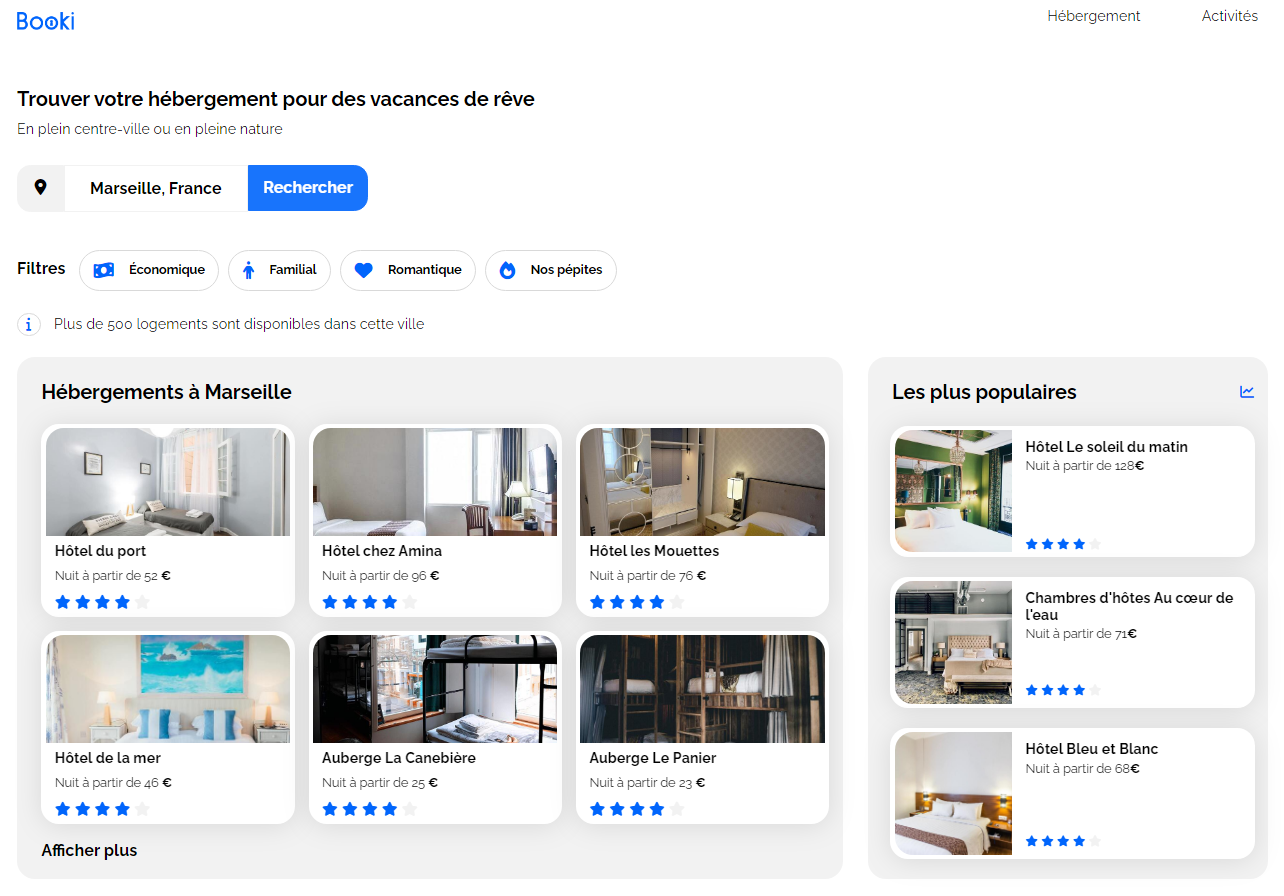 Booki
Hébergement
Activités
Trouver votre hébergement pour des vacances de rêve
En plein centre-ville ou en pleine nature
Marseille, France
Rechercher
Filtres
Économique
Familial
Romantique
Nos pépites
Plus de 500 logements sont disponibles dans cette ville
Hébergements à Marseille
Hôtel du port
Nuit à partir de 52 €
Hôtel chez Amina
Nuit à partir de 96 €
Hôtel les Mouettes
Nuit à partir de 76 €
Hôtel de la mer
Nuit à partir de 46 €
Auberge La Canebière
Nuit à partir de 25 €
Auberge Le Panier
Nuit à partir de 23 €
Afficher plus
Les plus populaires
Hôtel Le soleil du matin
Nuit à partir de 128€
Chambres d'hôtes Au cœur de
l'eau
Nuit à partir de 71€
Hôtel Bleu et Blanc
Nuit à partir de 68€